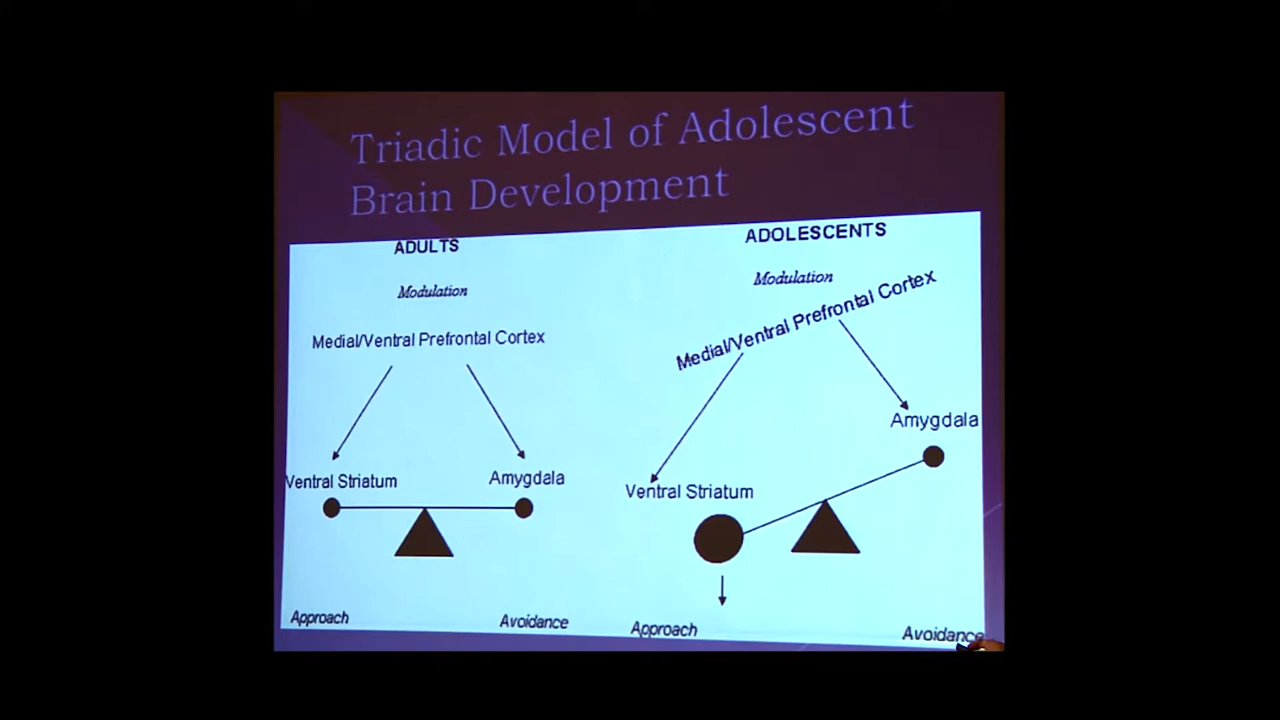 Triadic Model of Adolescent
Brain Development
ADULTS
Modulation
Medial/Ventral Prefrontal Cortex
Ventral Striatum
Amygdala
Approach
Avoidance
ADOLESCENTS
Modulation
Medial/Ventral Prefrontal Cortex
Amygdala
Ventral Striatum
Approach
Avoidance